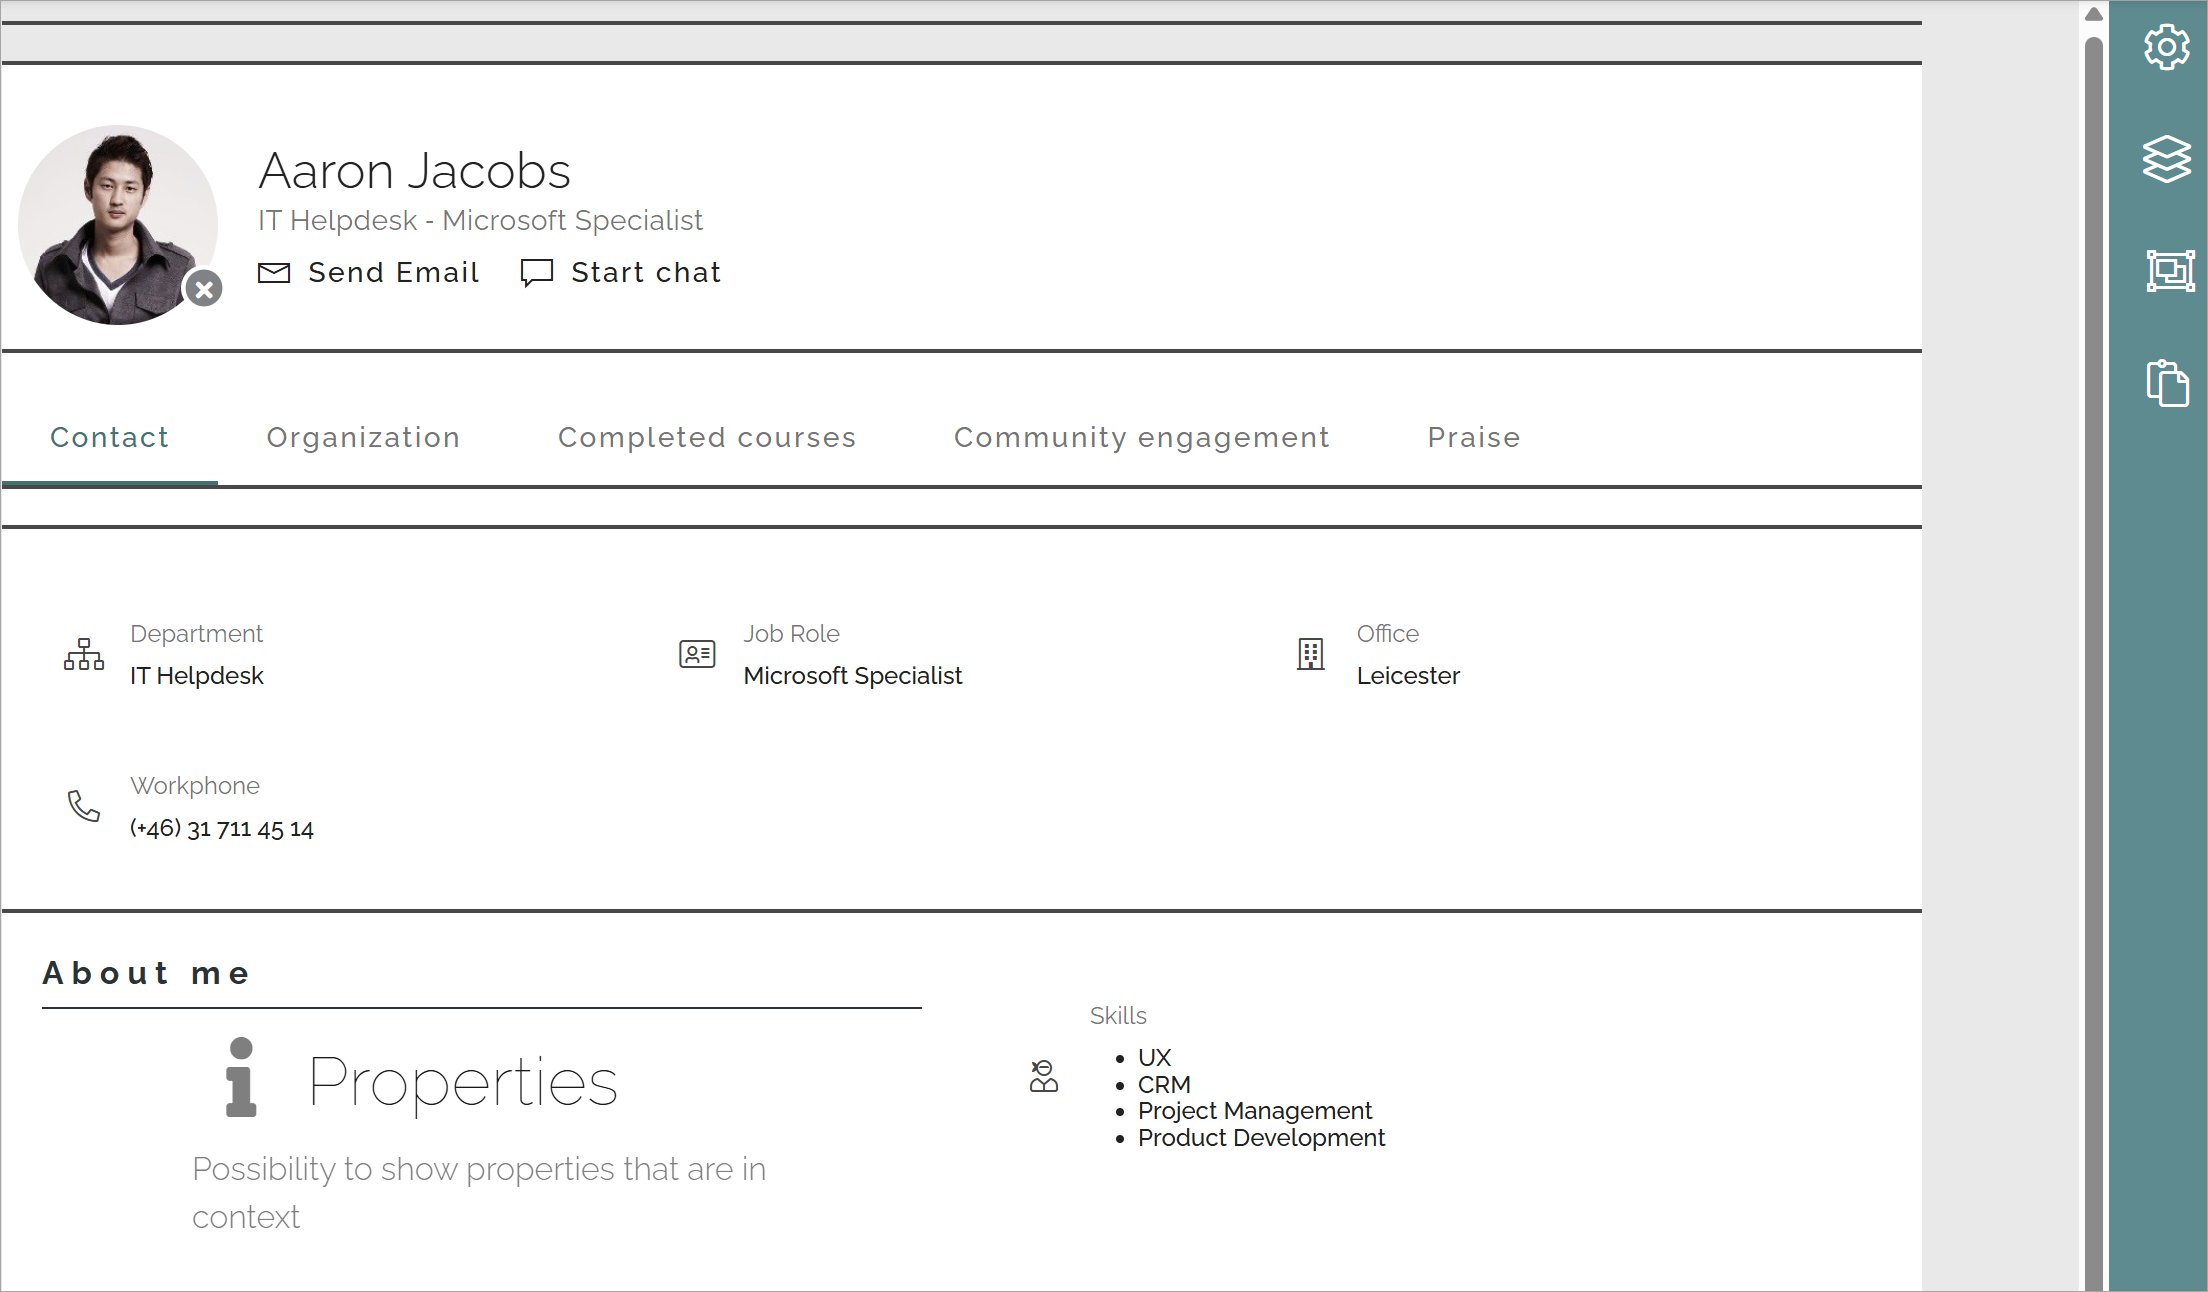 Aaron Jacobs
IT Helpdesk - Microsoft Specialist
Send Email Start chat
Contact Organization Completed courses Community engagement Praise
Department
IT Helpdesk
Job Role
Microsoft Specialist
Office
Leicester
Workphone
(+46) 31 711 45 14
About me
Properties
Possibility to show properties that are in
context
Skills
• UX
• CRM
• Project Management
• Product Development